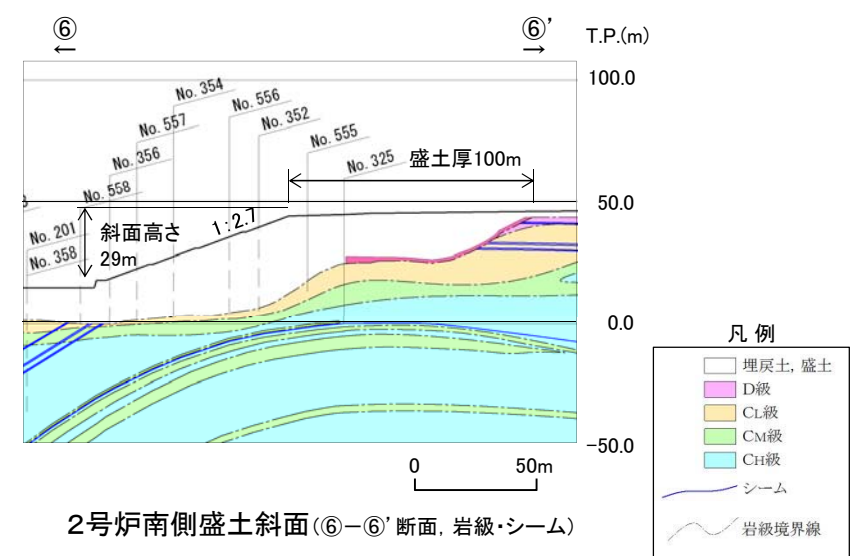 ⑥
←
⑥’
→
T.P.(m)
100.0
50.0
0.0
−50.0
No. 354
No. 557
No. 356
No. 558
No. 201
No. 358
No. 556
No. 352
No. 555
No. 325
盛土厚100m
斜面高さ
29m
1:2.7
0 50m
凡 例
埋戻土, 盛土
D級
CL級
CM級
CH級
シーム
岩級境界線
2号炉南側盛土斜面(⑥−⑥’断面, 岩級・シーム)